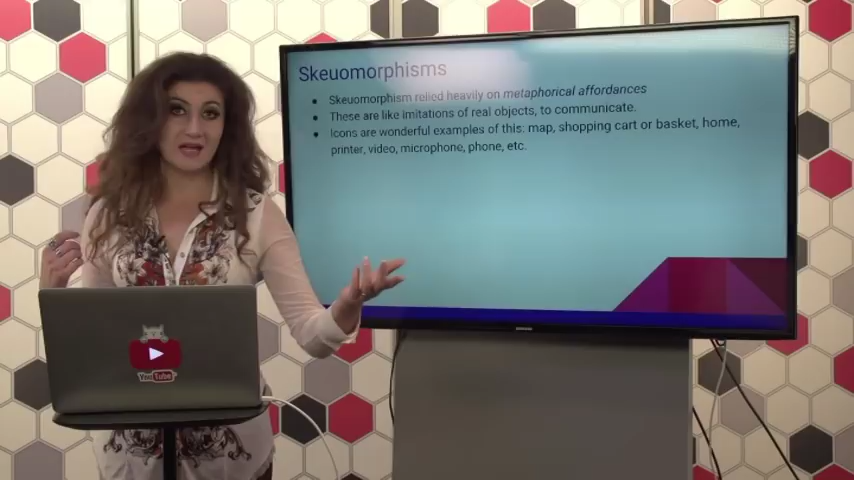 Skeuomorphisms
● Skeuomorphism relied heavily on metaphorical affordances
● These are like imitations of real objects, to communicate.
● Icons are wonderful examples of this: map, shopping cart or basket, home,
printer, video, microphone, phone, etc.
SAMSUNG
YouTube